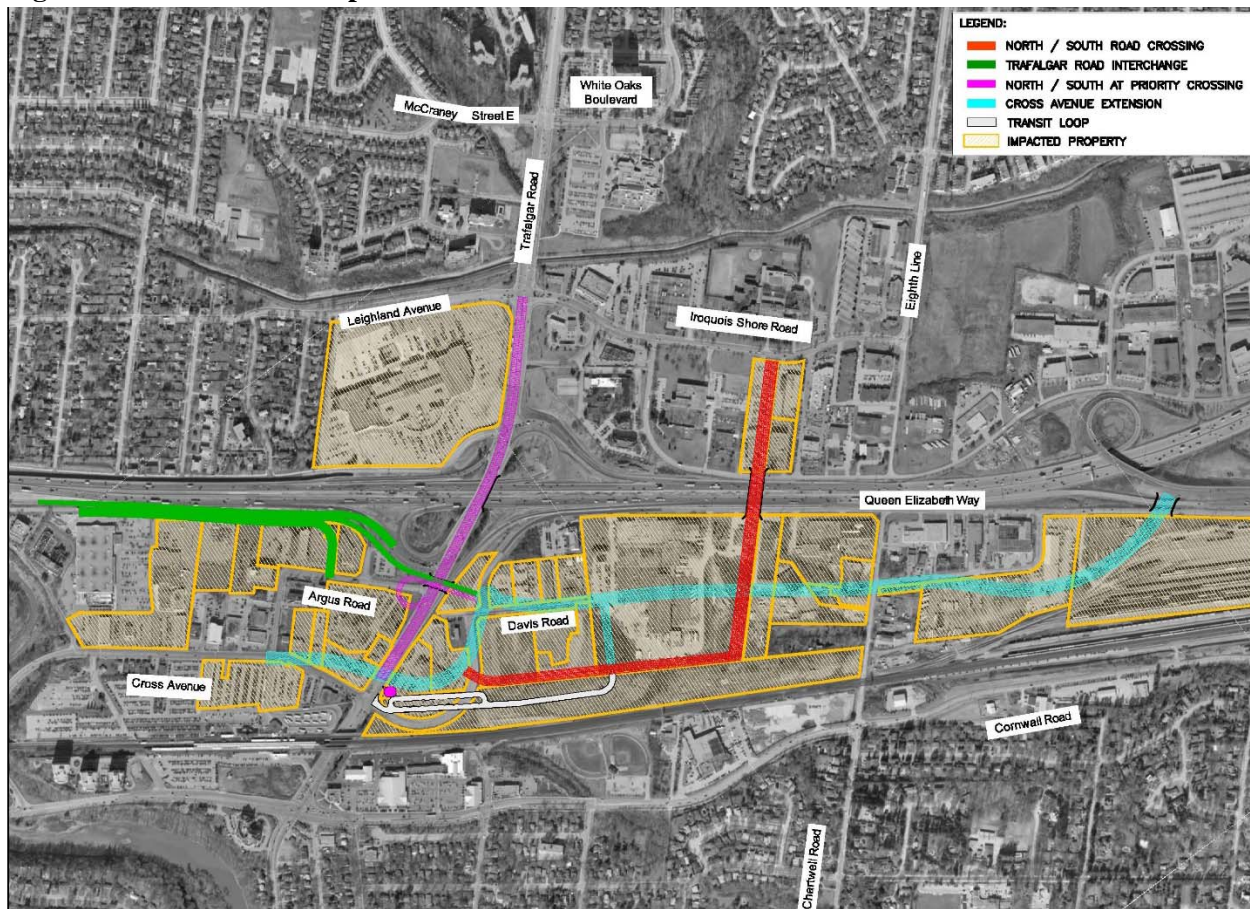 LEGEND:
NORTH / SOUTH ROAD CROSSING
TRAFALGAR ROAD INTERCHANGE
NORTH / SOUTH AT PRIORITY CROSSING
CROSS AVENUE EXTENSION
TRANSIT LOOP
IMPACTED PROPERTY
White Oaks
Boulevard
McCraney Street E
Trafalgar Road
Eighth Line
Leighland Avenue
Iroquois Shore Road
Queen Elizabeth Way
Argus Road
Davis Road
Cross Avenue
Cornwall Road
Chartwell Road